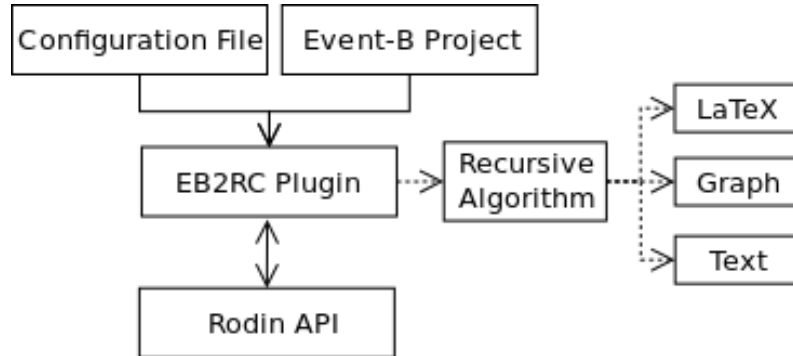 Configuration File
Event-B Project
EB2RC Plugin
Recursive
Algorithm
LaTeX
Graph
Text
Rodin API